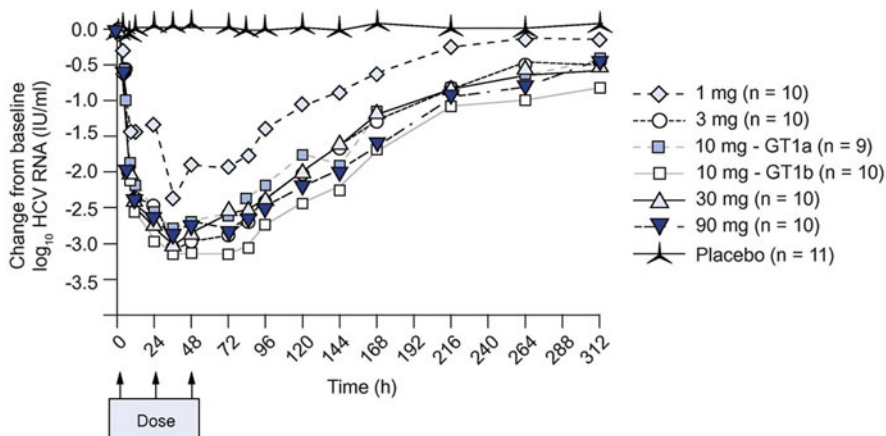 Change from baseline
log10 HCV RNA (IU/ml)
0.0
-0.5
-1.0
-1.5
-2.0
-2.5
-3.0
-3.5
0 24 48 72 96 120 144 168 192 216 240 264 288 312
Time (h)
Dose
1 mg (n = 10)
3 mg (n = 10)
10 mg - GT1a (n = 9)
10 mg - GT1b (n = 10)
30 mg (n = 10)
90 mg (n = 10)
Placebo (n = 11)